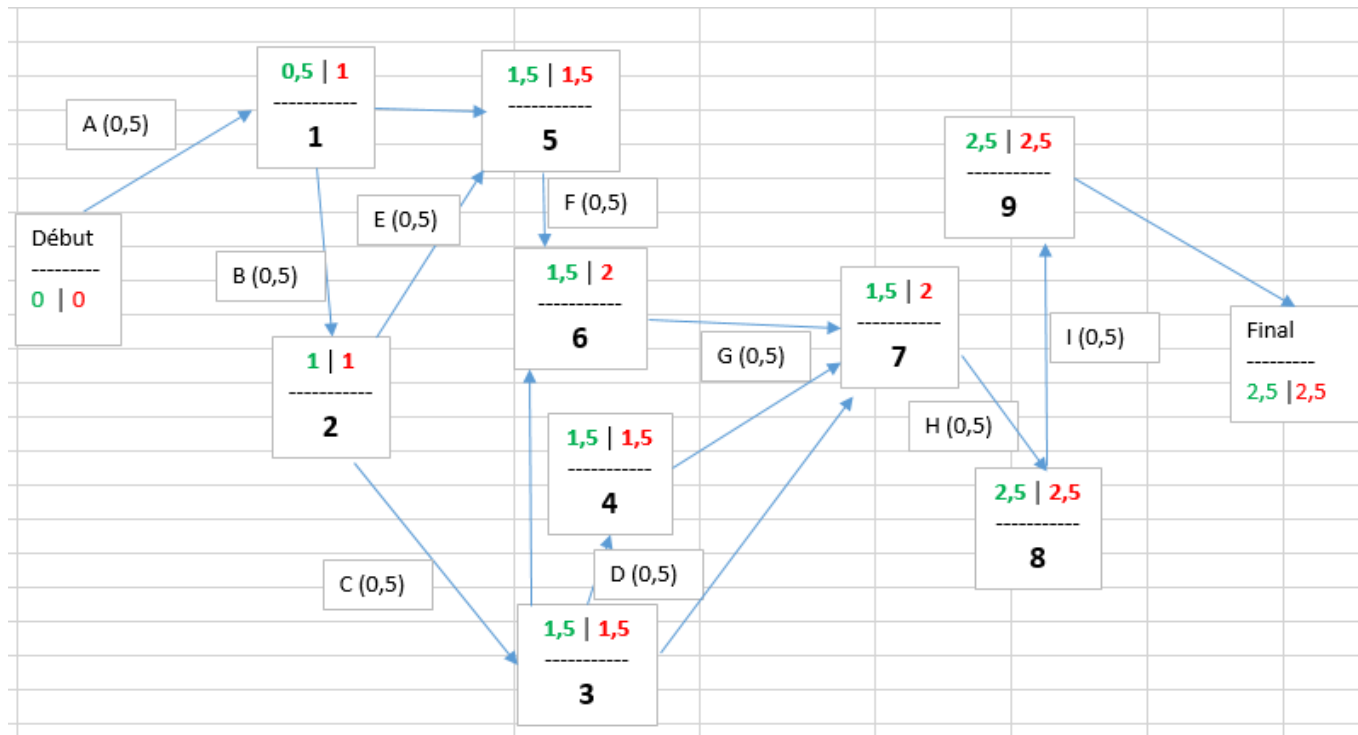 0,5 | 1
-----------
1
1,5 | 1,5
-----------
5
A (0,5)
2,5 | 2,5
-----------
9
E (0,5)
F (0,5)
Début
---------
0 | 0
B (0,5)
1,5 | 2
-----------
6
1,5 | 2
-----------
7
G (0,5)
I (0,5)
Final
---------
2,5 | 2,5
1 | 1
-----------
2
H (0,5)
1,5 | 1,5
-----------
4
2,5 | 2,5
-----------
8
C (0,5)
D (0,5)
1,5 | 1,5
-----------
3